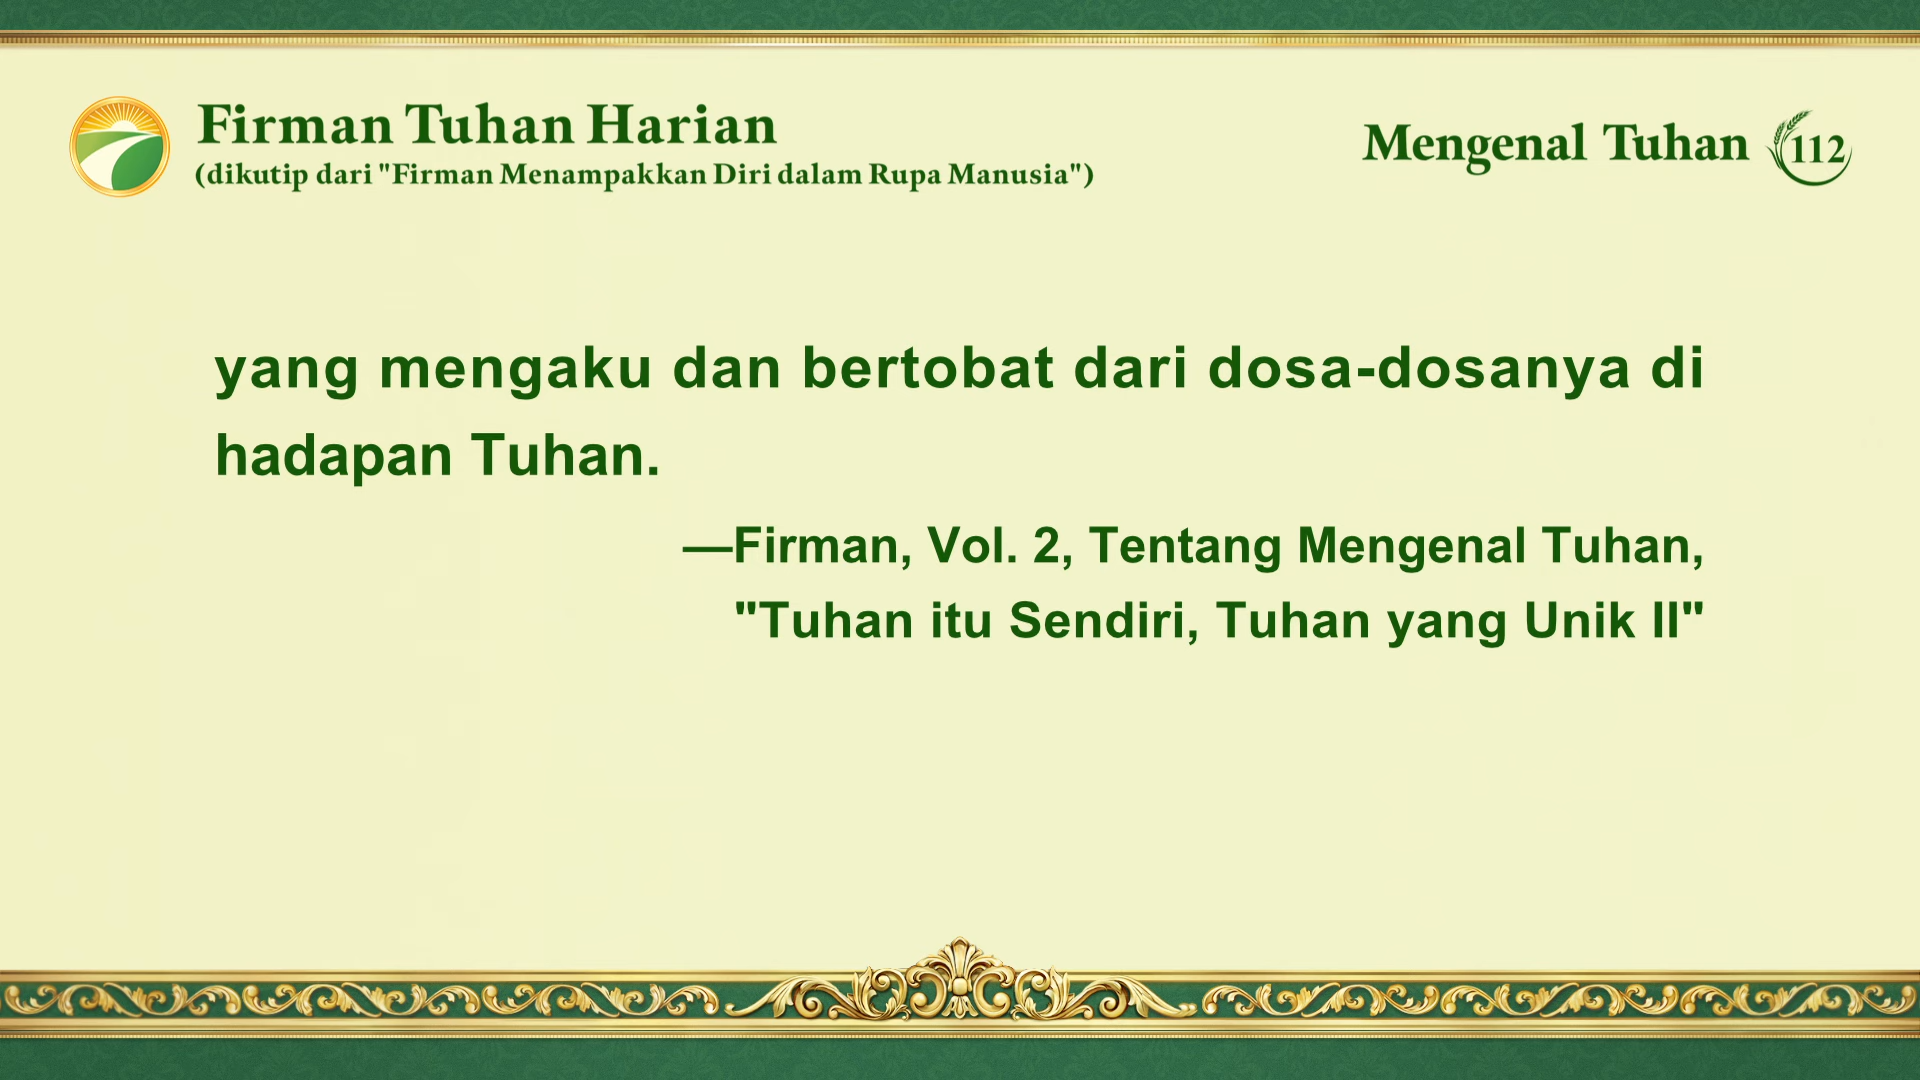 Firman Tuhan Harian
(dikutip dari "Firman Menampakkan Diri dalam Rupa Manusia")
Mengenal Tuhan 112
yang mengaku dan bertobat dari dosa-dosanya di
hadapan Tuhan.
—Firman, Vol. 2, Tentang Mengenal Tuhan,
"Tuhan itu Sendiri, Tuhan yang Unik II"